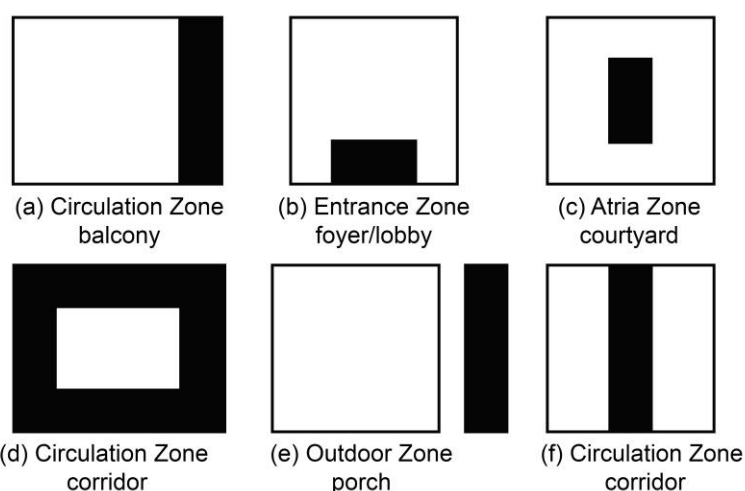 (a) Circulation Zone
balcony
(b) Entrance Zone
foyer/lobby
(c) Atria Zone
courtyard
(d) Circulation Zone
corridor
(e) Outdoor Zone
porch
(f) Circulation Zone
corridor